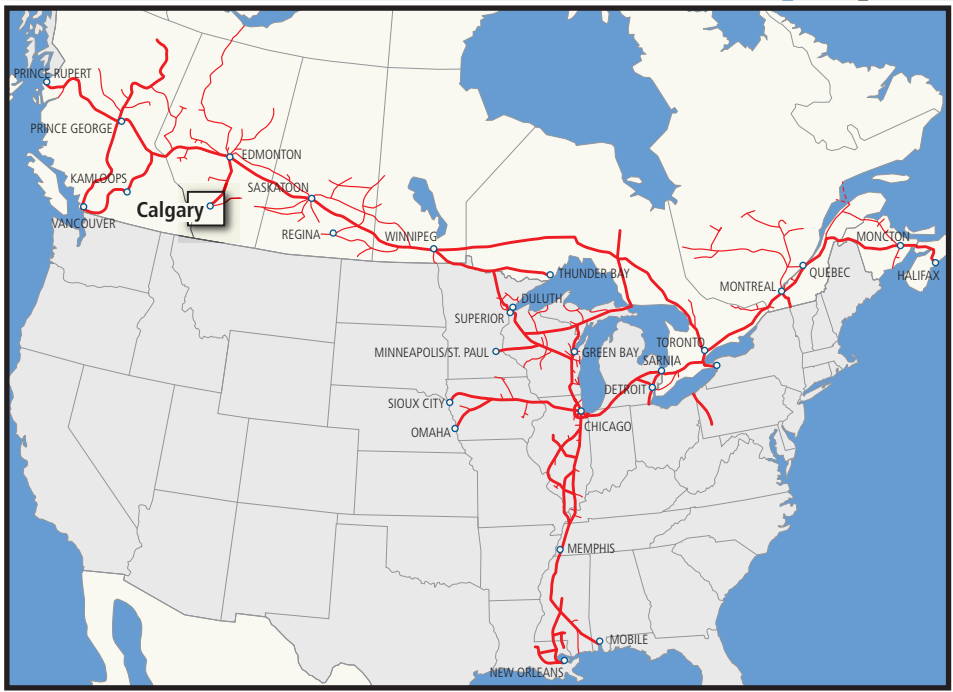 PRINCE RUPERT
PRINCE GEORGE
EDMONTON
KAMLOOPS
SASKATOON
Calgary
VANCOUVER
REGINA
WINNIPEG
MONCTON
THUNDER BAY
QUEBEC
HALIFAX
MONTREAL
DULUTH
SUPERIOR
TORONTO
MINNEAPOLIS/ST. PAUL
GREEN BAY
SARNIA
DETROIT
SIOUX CITY
CHICAGO
OMAHA
MEMPHIS
MOBILE
NEW ORLEANS